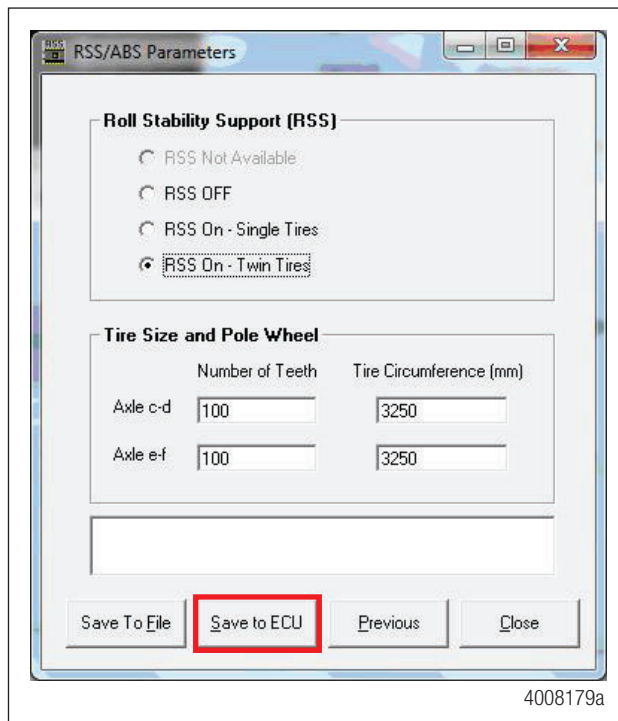 RSS RSS/ABS Parameters
Roll Stability Support (RSS)
RSS Not Available
RSS OFF
RSS On - Single Tires
RSS On - Twin Tires
Tire Size and Pole Wheel
Number of Teeth Tire Circumference (mm)
Axle c-d 100 3250
Axle e-f 100 3250
Save To File Save to ECU Previous Close
4008179a